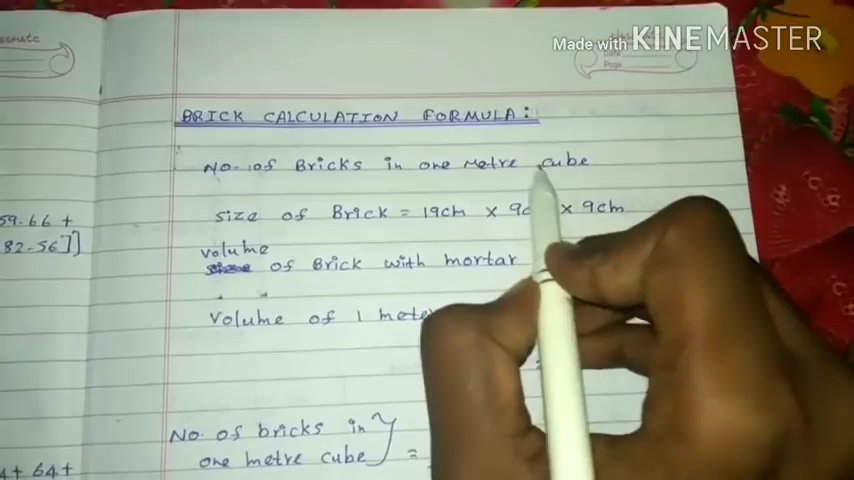 Made with KINEMASTER
Page
BRICK CALCULATION FORMULA:
No. of Bricks in one Metre cube
59.66 +
size of Brick = 19cm x 9c x 9cm
82.56]]
volume
of Brick with mortar
volume of 1 mete
No. of bricks in
one metre cube =
4 + 64 +